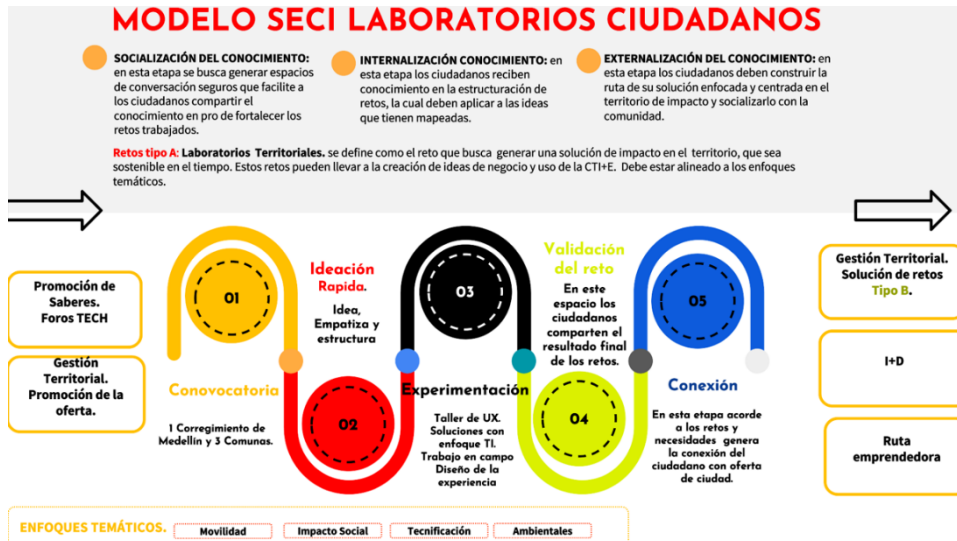 MODELO SECI LABORATORIOS CIUDADANOS
SOCIALIZACIÓN DEL CONOCIMIENTO:
en esta etapa se busca generar espacios
de conversación seguros que facilite a
los ciudadanos compartir el
conocimiento en pro de fortalecer los
retos trabajados.
INTERNALIZACIÓN CONOCIMIENTO: en
esta etapa los ciudadanos reciben
conocimiento en la estructuración de
retos, la cual deben aplicar a las ideas
que tienen mapeadas.
EXTERNALIZACIÓN DEL CONOCIMIENTO: en
esta etapa los ciudadanos deben construir la
ruta de su solución enfocada y centrada en el
territorio de impacto y socializarlo con la
comunidad.
Retos tipo A: Laboratorios Territoriales. se define como el reto que busca generar una solución de impacto en el territorio, que sea
sostenible en el tiempo. Estos retos pueden llevar a la creación de ideas de negocio y uso de la CTI+E. Debe estar alineado a los enfoques
temáticos.
Promoción de
Saberes.
Foros TECH
Gestión
Territorial.
Promoción de la
oferta.
01
Conovocatoria
1 Corregimiento de
Medellín y 3 Comunas.
Ideación
Rapida.
Idea,
Empatiza y
estructura
02
03
Experimentación
Taller de UX.
Soluciones con
enfoque TI.
Trabajo en campo
Diseño de la
experiencia
Validación
del reto
En este
espacio los
ciudadanos
comparten el
resultado final
de los retos.
04
05
Conexión
En esta etapa acorde
a los retos y
necesidades genera
la conexión del
ciudadano con oferta
de ciudad.
Gestión Territorial.
Solución de retos
Tipo B.
I+D
Ruta
emprendedora
ENFOQUES TEMÁTICOS.
Movilidad
Impacto Social
Tecnificación
Ambientales